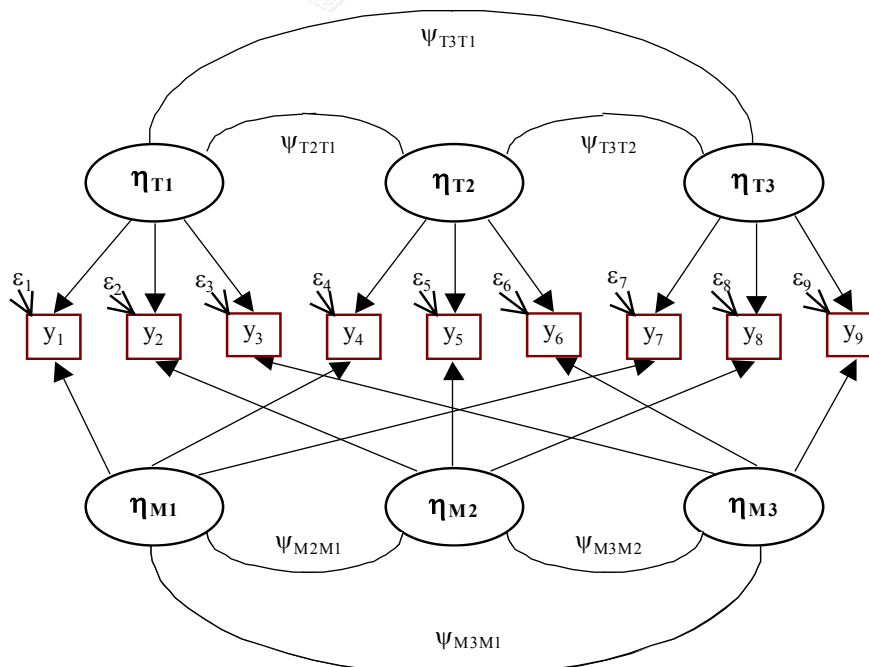 ψT3T1
ψT2T1 ψT3T2
ηT1 ηT2 ηT3
ε1 ε2 ε3 ε4 ε5 ε6 ε7 ε8 ε9
y1 y2 y3 y4 y5 y6 y7 y8 y9
ηM1 ηM2 ηM3
ψM2M1 ψM3M2
ψM3M1